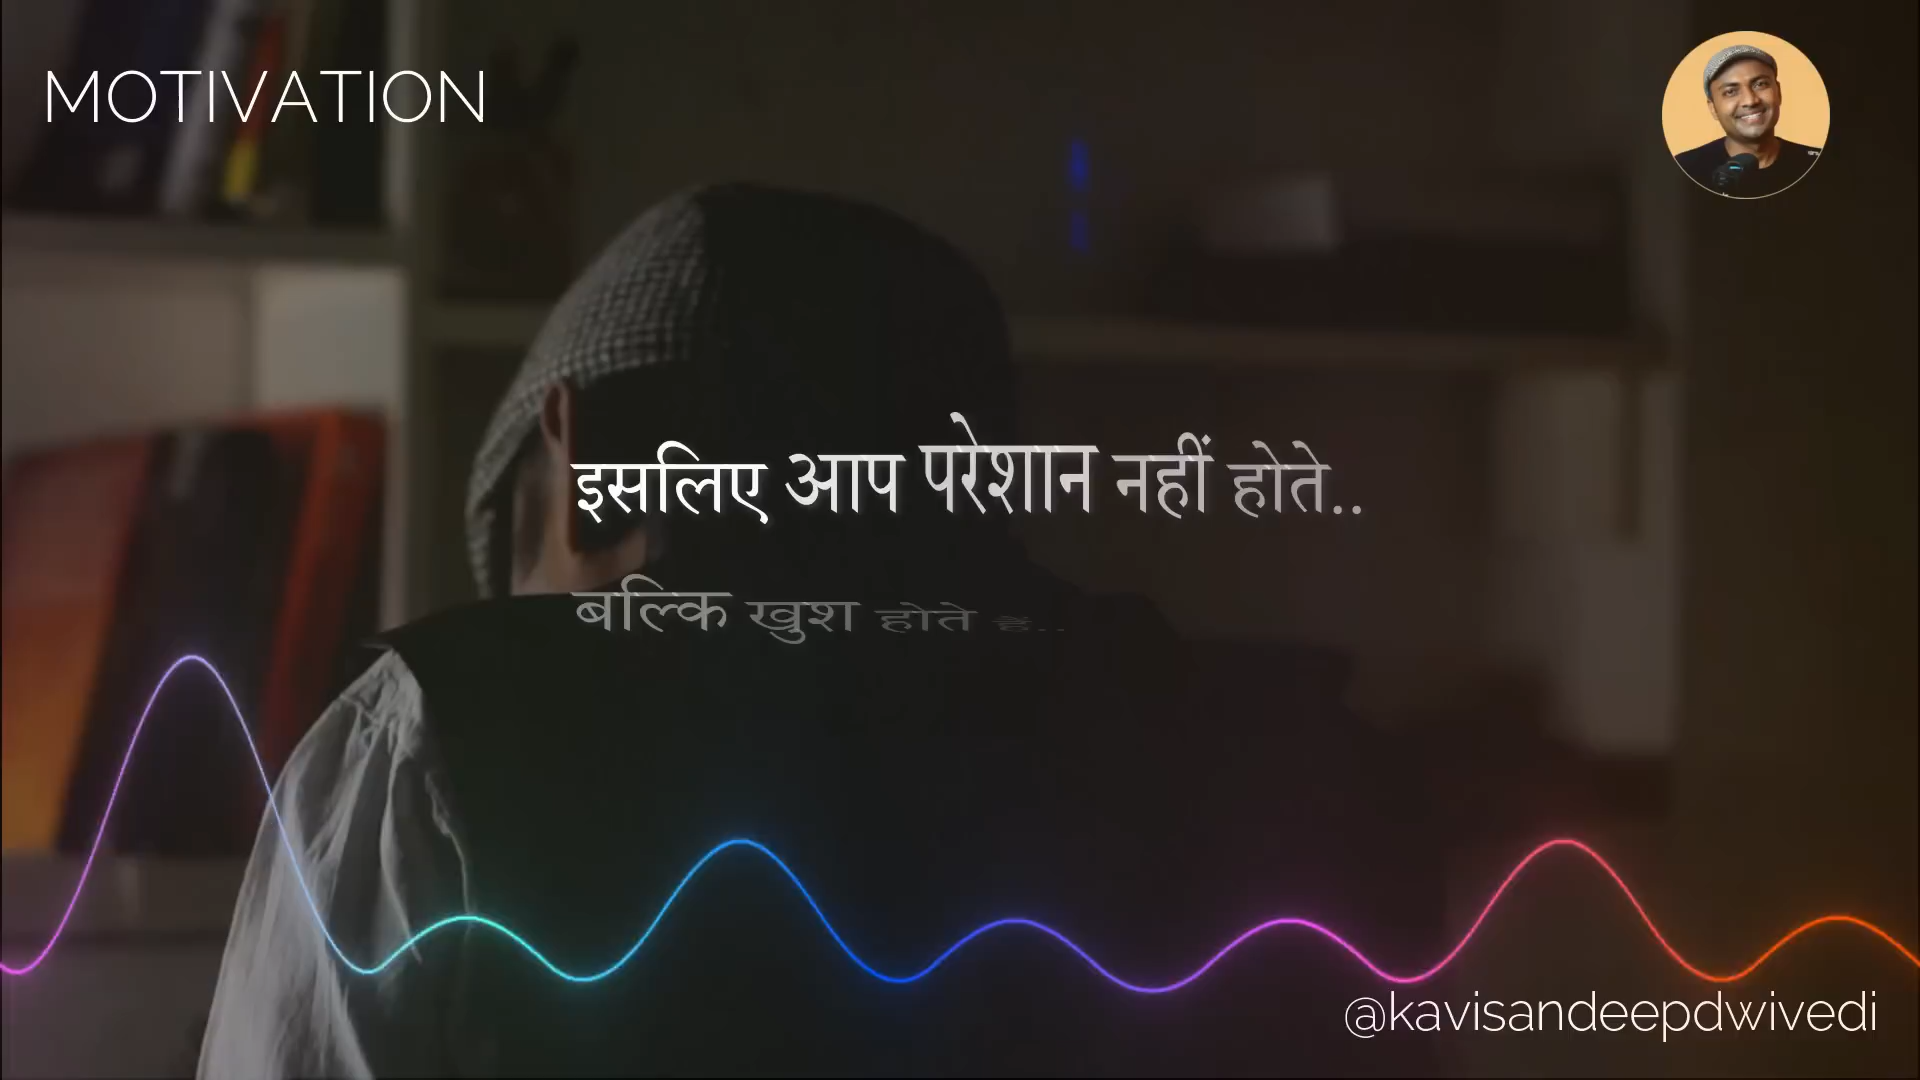 MOTIVATION
इसलिए आप परेशान नहीं होते..
बल्कि खुश होते हैं..
@kavisandeepdwivedi